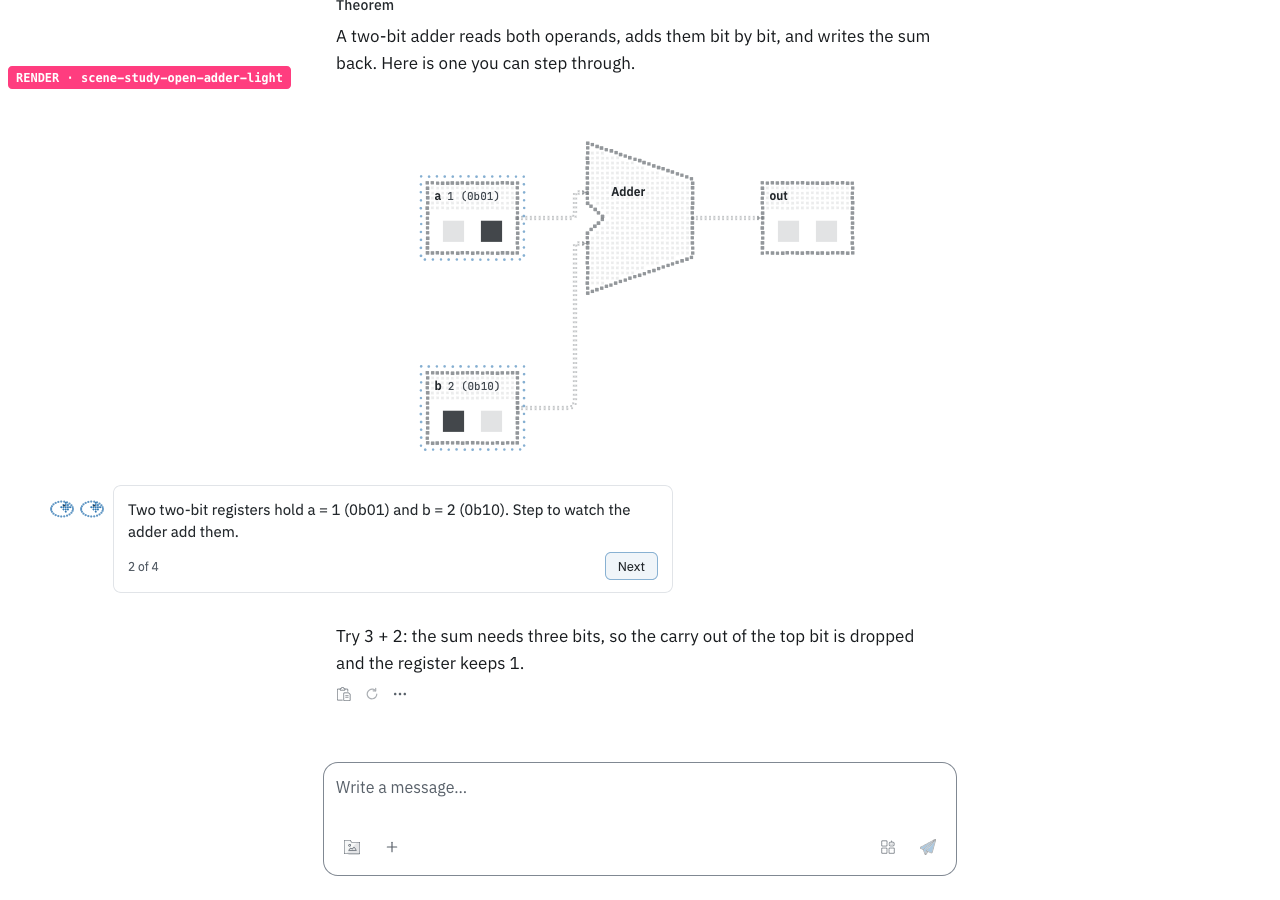 Theorem
A two-bit adder reads both operands, adds them bit by bit, and writes the sum
back. Here is one you can step through.
RENDER · scene-study-open-adder-light
a 1 (0b01)
Adder
out
b 2 (0b10)
Two two-bit registers hold a = 1 (0b01) and b = 2 (0b10). Step to watch the
adder add them.
2 of 4
Next
Try 3 + 2: the sum needs three bits, so the carry out of the top bit is dropped
and the register keeps 1.
Write a message...